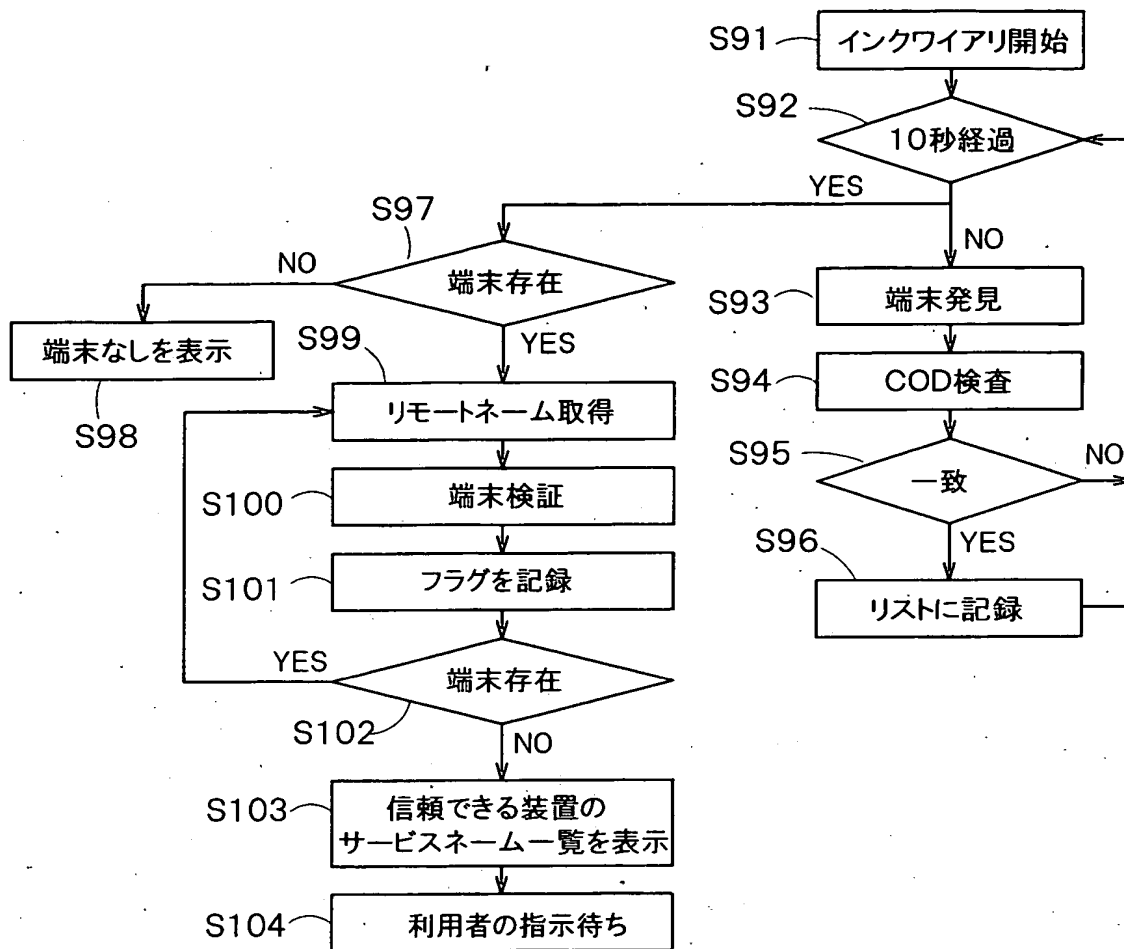 S91
インクワイアリ開始
S92
10秒経過
YES
NO
S97
端末存在
NO
YES
S98
端末なしを表示
S93
端末発見
S94
COD検査
S95
一致
NO
YES
S96
リストに記録
S99
リモートネーム取得
S100
端末検証
S101
フラグを記録
YES
端末存在
S102
NO
S103
信頼できる装置の
サービスネーム一覧を表示
S104
利用者の指示待ち